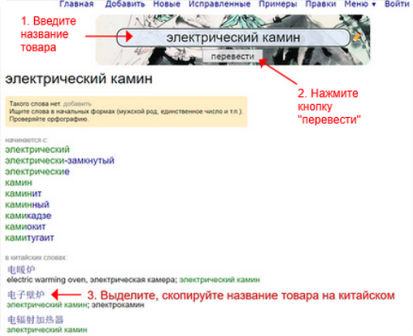 Главная Добавить Новые Исправленные Примеры Правки Меню ▾ Войти
1. Введите
название
товара
электрический камин
перевести
электрический камин
2. Нажмите
кнопку
"перевести"
Такого слова нет. добавить
Ищите слова в начальных формах (мужской род, единственное число и т.п.).
Проверяйте орфографию.
начинается с:
электрический
электрически-замкнутый
электрические
камин
каминит
каминный
камикадзе
камиокит
камитугаит
в китайских словах:
电暖炉
electric warming oven, электрическая камера; электрический камин
电子壁炉
3. Выделите, скопируйте название товара на китайском
электрический камин; электрокамин
电辐射加热器
электрический камин